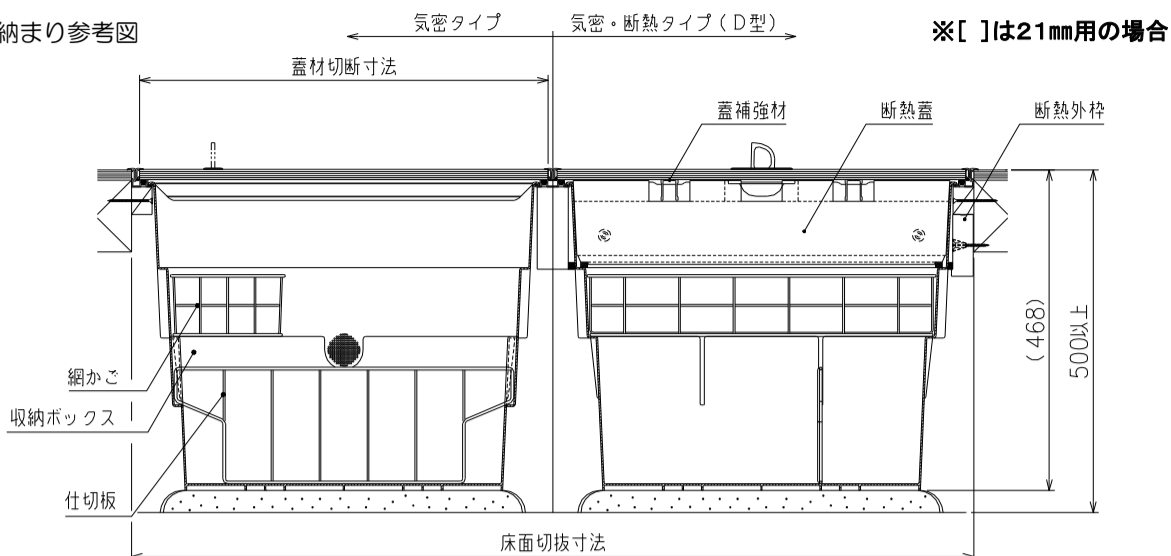 納まり参考図
気密タイプ
気密・断熱タイプ(D型)
※[ ]は21㎜用の場合
蓋材切断寸法
蓋補強材
断熱蓋
断熱外枠
(468)
500以上
網かご
収納ボックス
仕切板
床面切抜寸法